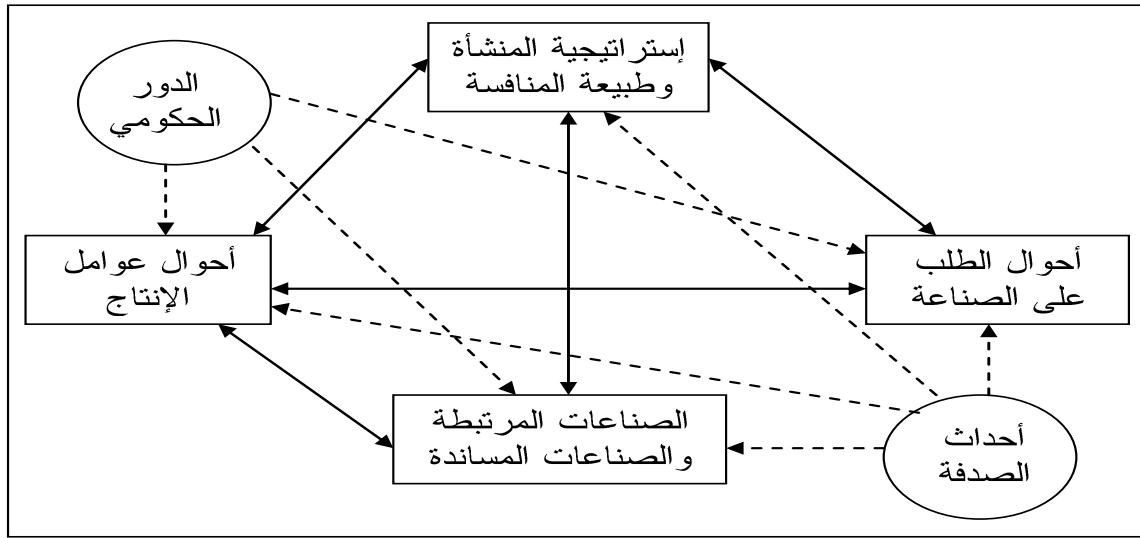 إستراتيجية المنشأة
وطبيعة المنافسة
الدور
الحكومي
أحوال عوامل
الإنتاج
أحوال الطلب
على الصناعة
الصناعات المرتبطة
والصناعات المساندة
أحداث
الصدفة